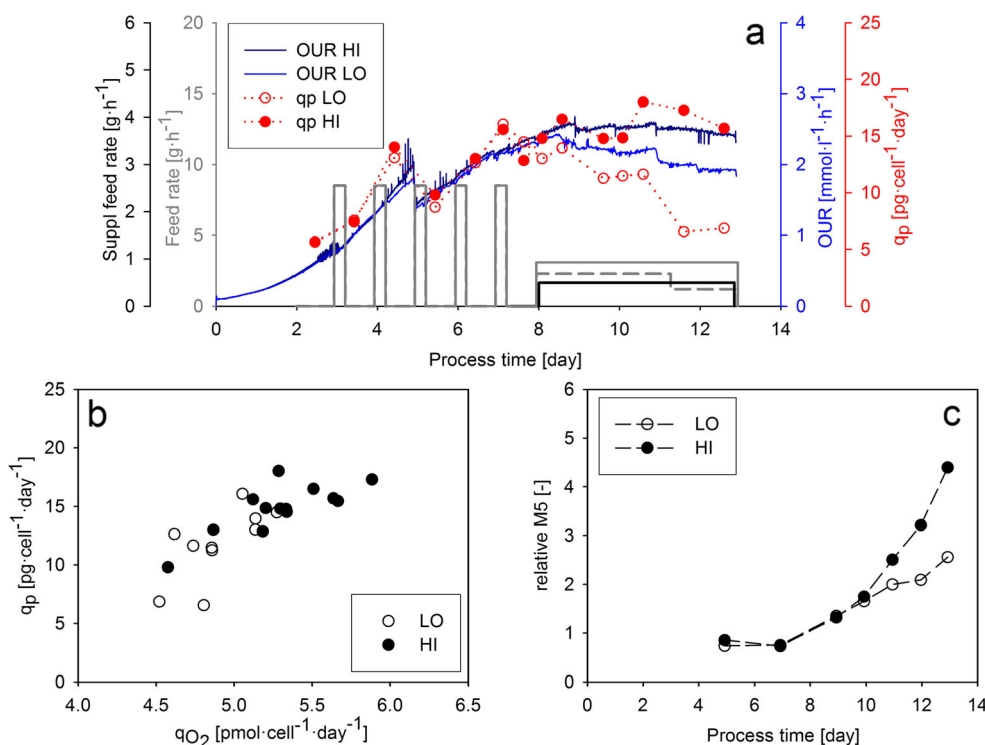 a
OUR HI
OUR LO
qp LO
qp HI
Suppl feed rate [g·h⁻¹]
0
1
2
3
4
5
6
Feed rate [g·h⁻¹]
0
5
10
15
20
OUR [mmol·l⁻¹·h⁻¹]
0
1
2
3
4
qp [pg·cell⁻¹·day⁻¹]
0
5
10
15
20
25
0 2 4 6 8 10 12 14
Process time [day]
b
qp [pg·cell⁻¹·day⁻¹]
0
5
10
15
20
25
LO
HI
4.0 4.5 5.0 5.5 6.0 6.5
qO₂ [pmol·cell⁻¹·day⁻¹]
c
LO
HI
relative M5 [-]
0
1
2
3
4
5
6
0 2 4 6 8 10 12 14
Process time [day]